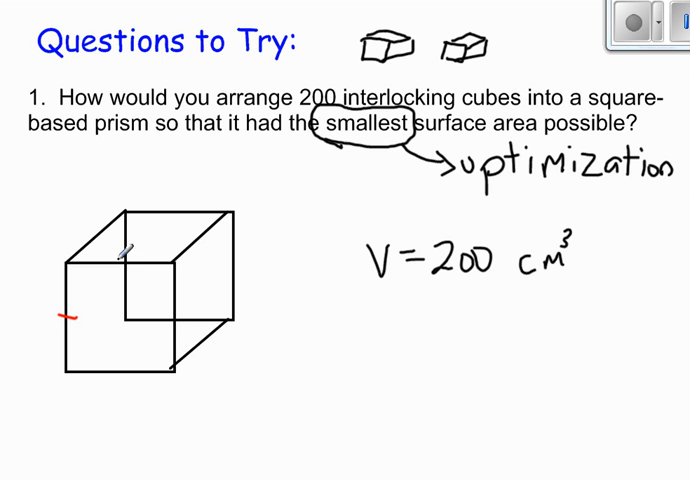 Questions to Try:
1. How would you arrange 200 interlocking cubes into a square-
based prism so that it had the smallest surface area possible?
optimization
V = 200 cm³